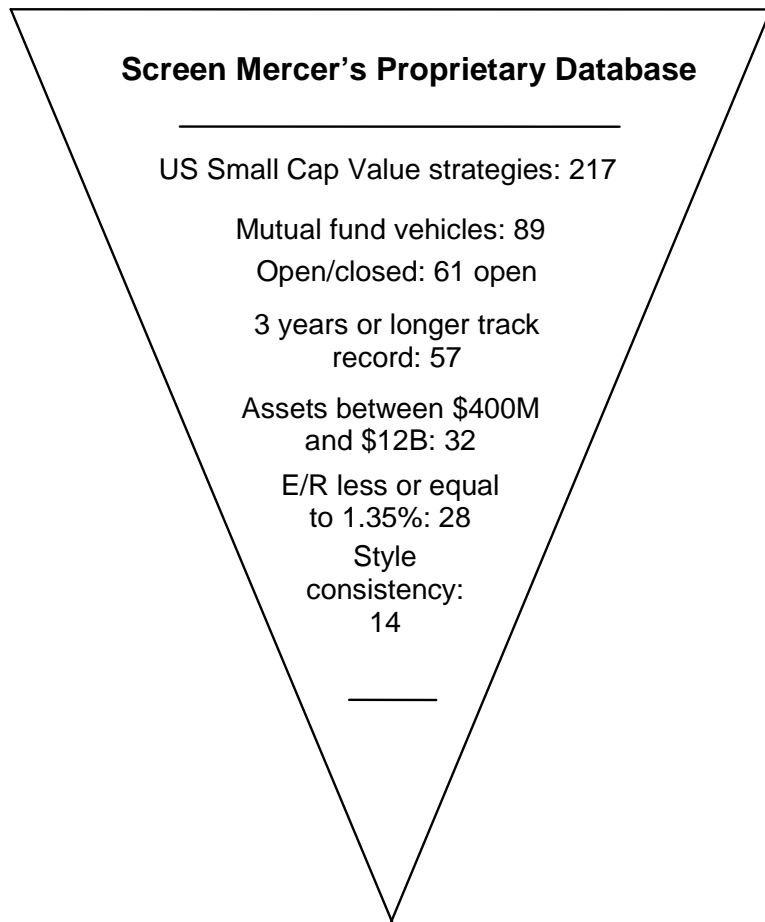 Screen Mercer's Proprietary Database
US Small Cap Value strategies: 217
Mutual fund vehicles: 89
Open/closed: 61 open
3 years or longer track
record: 57
Assets between $400M
and $12B: 32
E/R less or equal
to 1.35%: 28
Style
consistency:
14